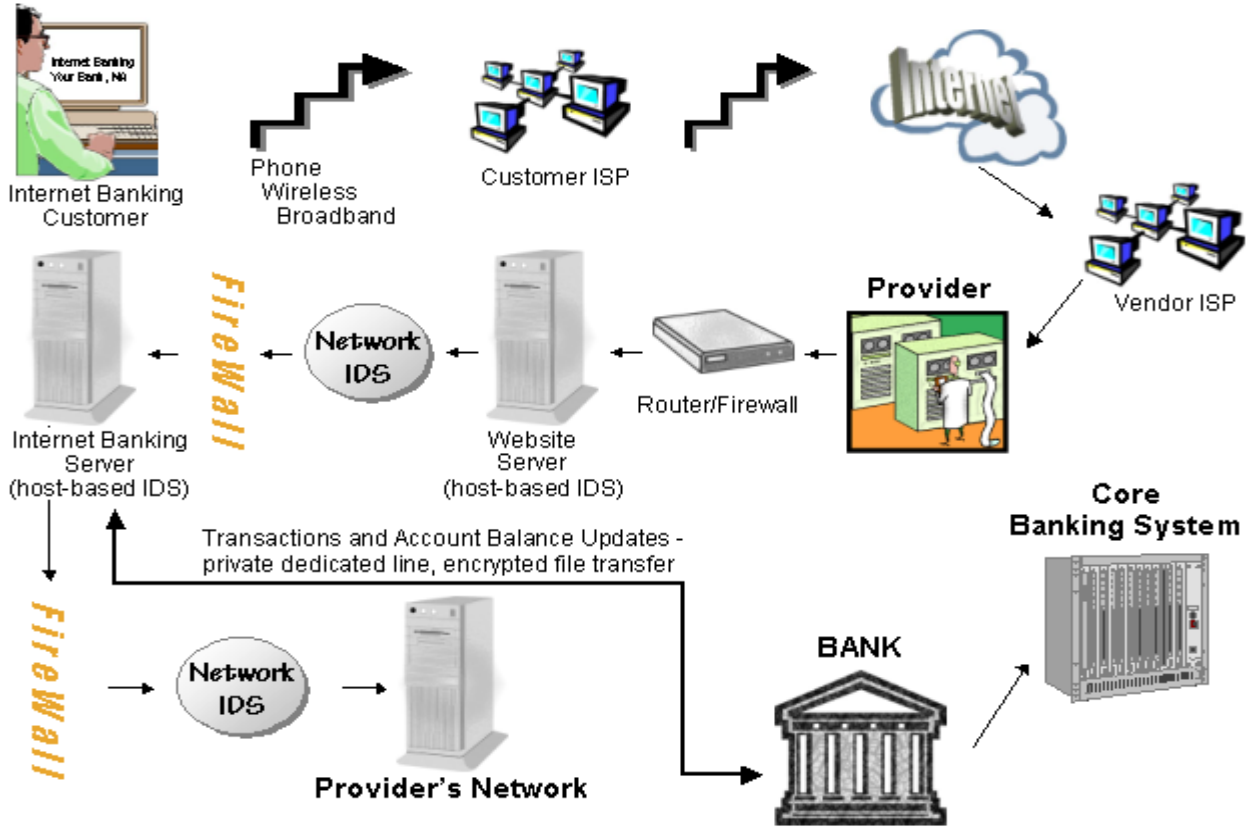 Internet Banking
Your Bank, NA
Internet Banking
Customer
Phone
Wireless
Broadband
Customer ISP
Internet
Vendor ISP
Provider
Router/Firewall
Website
Server
(host-based IDS)
Network
IDS
FireWall
Internet Banking
Server
(host-based IDS)
Transactions and Account Balance Updates -
private dedicated line, encrypted file transfer
FireWall
Network
IDS
Provider's Network
BANK
Core
Banking System